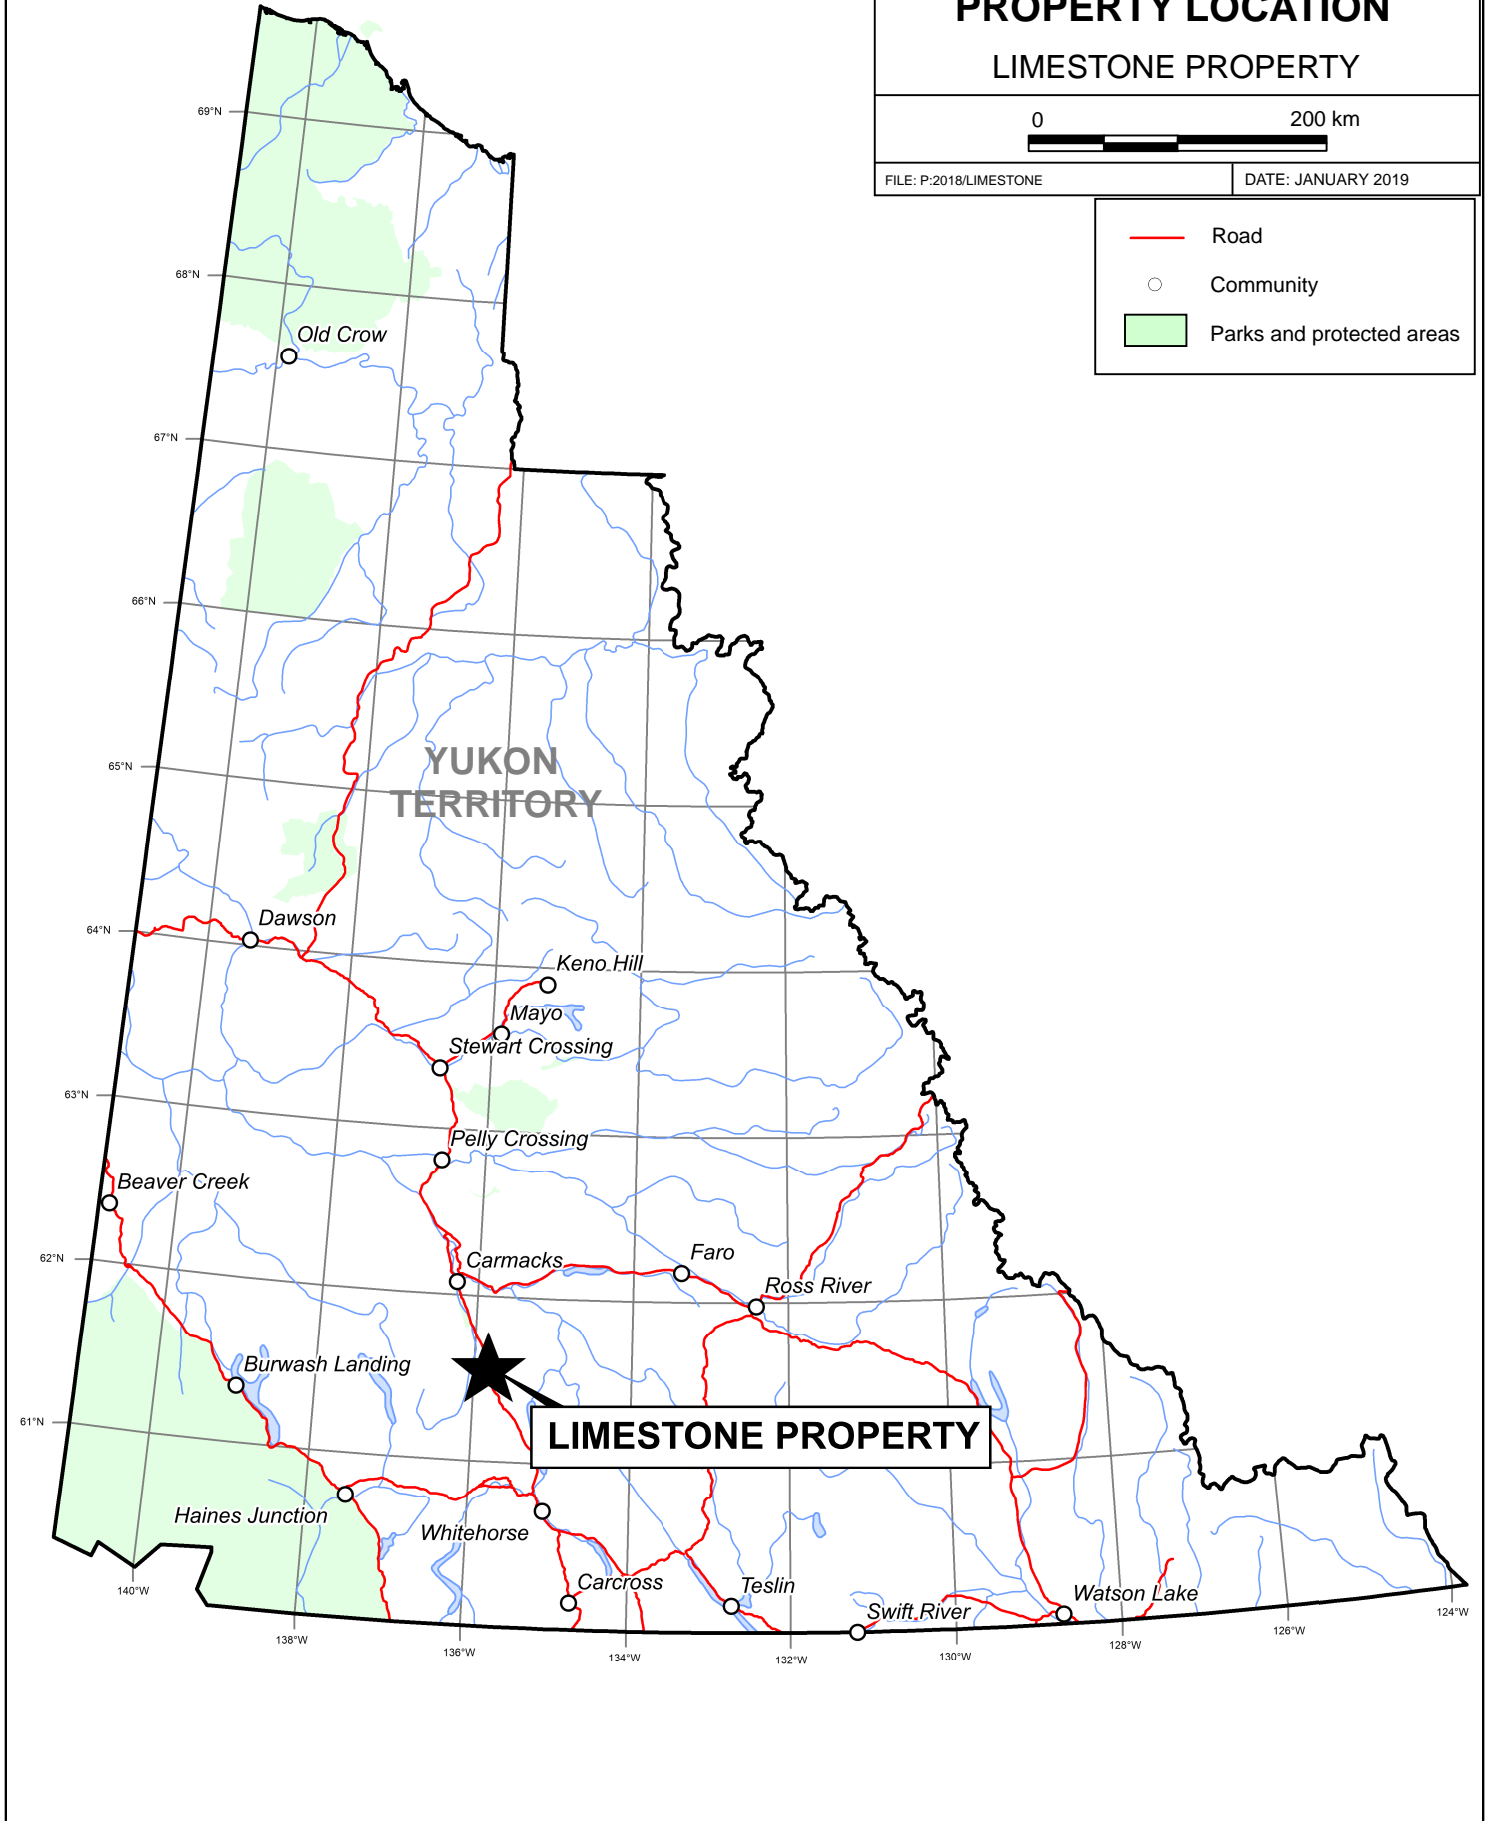 PROPERTY LOCATION
LIMESTONE PROPERTY
0
200 km
FILE: P:2018/LIMESTONE
DATE: JANUARY 2019
Road
Community
Parks and protected areas
69°N
68°N
Old Crow
67°N
66°N
65°N
YUKON
TERRITORY
Dawson
64°N
Keno Hill
Mayo
Stewart Crossing
63°N
Pelly Crossing
Beaver Creek
62°N
Carmacks
Faro
Ross River
Burwash Landing
61°N
LIMESTONE PROPERTY
Haines Junction
Whitehorse
Carcross
Teslin
Swift River
Watson Lake
140°W
138°W
136°W
134°W
132°W
130°W
128°W
126°W
124°W